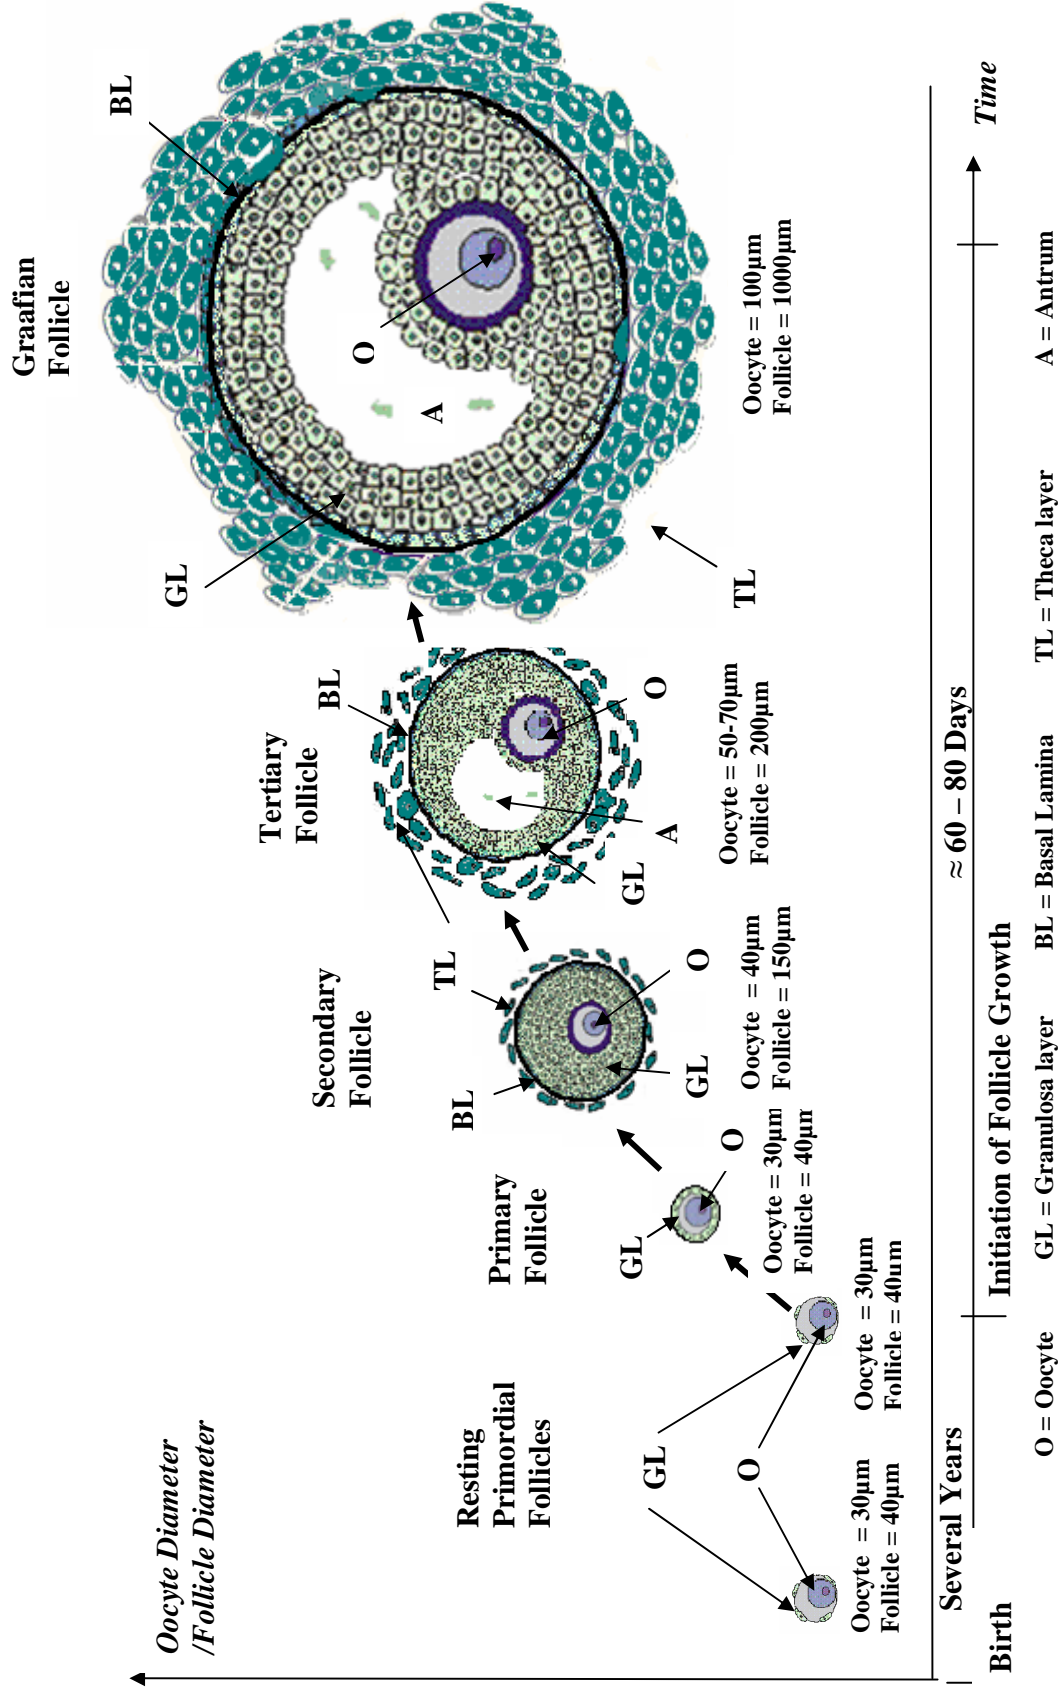 Oocyte Diameter
/Follicle Diameter
Resting
Primordial
Follicles
GL
O
Oocyte = 30µm
Follicle = 40µm
Oocyte = 30µm
Follicle = 40um
Primary
Follicle
GL
O
Oocyte = 30µm
Follicle = 40µm
Secondary
Follicle
BL
TL
GL
O
Oocyte = 40µm
Follicle = 150µm
Tertiary
Follicle
BL
GL
A
O
Oocyte = 50-70µm
Follicle = 200µm
Graafian
Follicle
BL
GL
O
A
TL
Oocyte = 100µm
Follicle = 1000µm
Several Years
≈ 60 – 80 Days
Time
Birth
Initiation of Follicle Growth
O = Oocyte
GL = Granulosa layer
BL = Basal Lamina
TL = Theca layer
A = Antrum